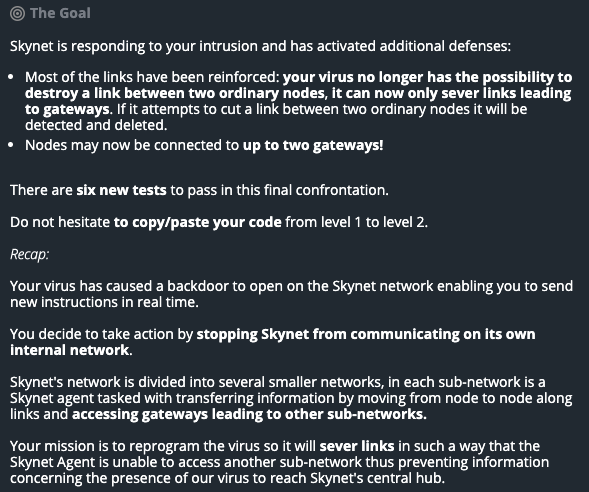 The Goal
Skynet is responding to your intrusion and has activated additional defenses:
• Most of the links have been reinforced: your virus no longer has the possibility to
destroy a link between two ordinary nodes, it can now only sever links leading
to gateways. If it attempts to cut a link between two ordinary nodes it will be
detected and deleted.
• Nodes may now be connected to up to two gateways!
There are six new tests to pass in this final confrontation.
Do not hesitate to copy/paste your code from level 1 to level 2.
Recap:
Your virus has caused a backdoor to open on the Skynet network enabling you to send
new instructions in real time.
You decide to take action by stopping Skynet from communicating on its own
internal network.
Skynet's network is divided into several smaller networks, in each sub-network is a
Skynet agent tasked with transferring information by moving from node to node along
links and accessing gateways leading to other sub-networks.
Your mission is to reprogram the virus so it will sever links in such a way that the
Skynet Agent is unable to access another sub-network thus preventing information
concerning the presence of our virus to reach Skynet's central hub.